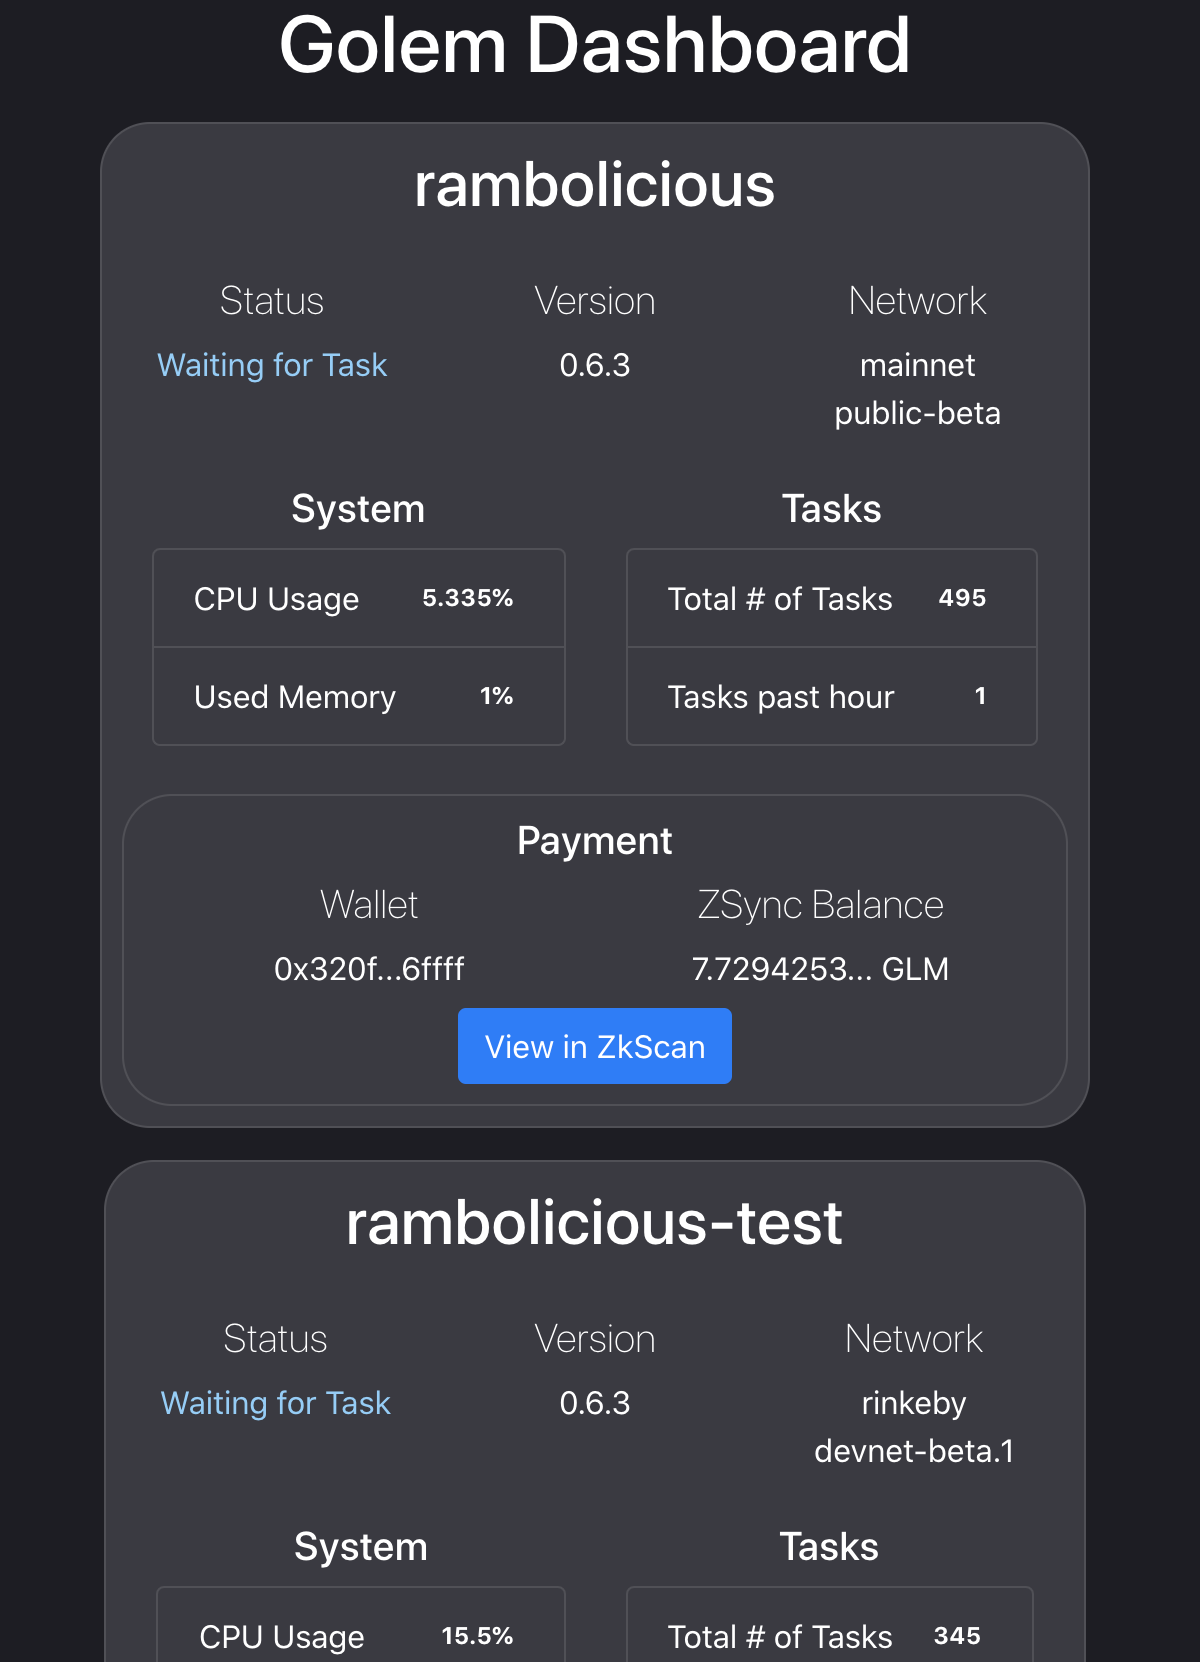 Golem Dashboard
rambolicious
Status Version Network
Waiting for Task 0.6.3 mainnet
public-beta
System Tasks
CPU Usage 5.335% Total # of Tasks 495
Used Memory 1% Tasks past hour 1
Payment
Wallet ZSync Balance
0x320f...6ffff 7.7294253... GLM
View in ZkScan
rambolicious-test
Status Version Network
Waiting for Task 0.6.3 rinkeby
devnet-beta.1
System Tasks
CPU Usage 15.5% Total # of Tasks 345